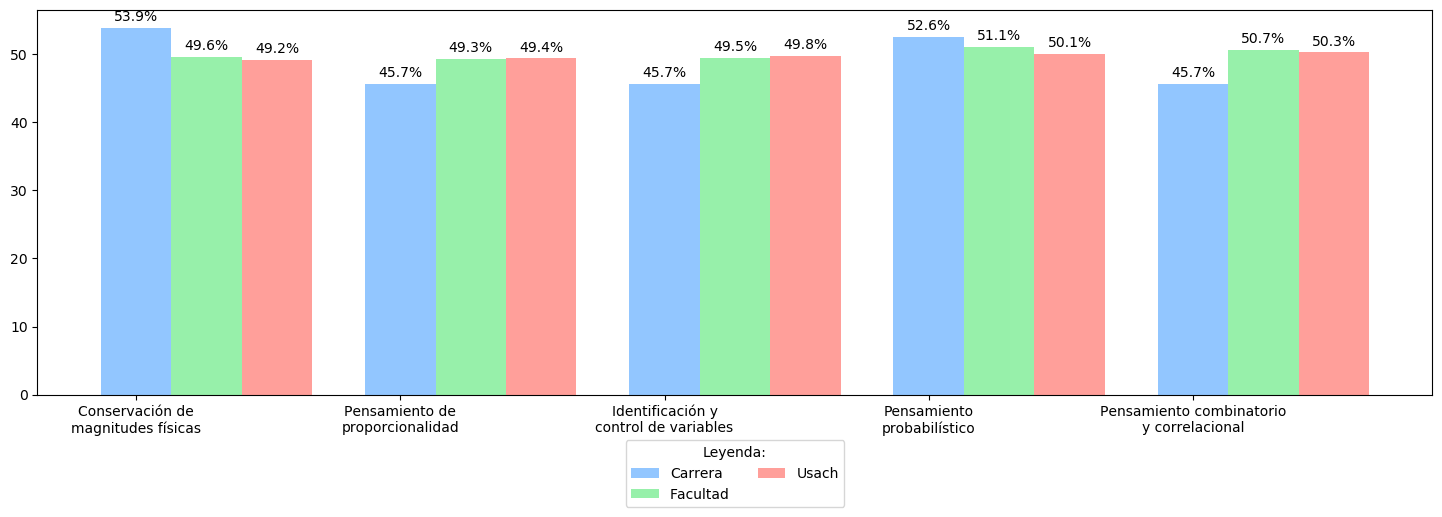 53.9%
49.6%
49.2%
45.7%
49.3%
49.4%
45.7%
49.5%
49.8%
52.6%
51.1%
50.1%
45.7%
50.7%
50.3%
50
40
30
20
10
0
Conservación de
magnitudes físicas
Pensamiento de
proporcionalidad
Identificación y
control de variables
Pensamiento
probabilístico
Pensamiento combinatorio
y correlacional
Leyenda:
Carrera
Facultad
Usach